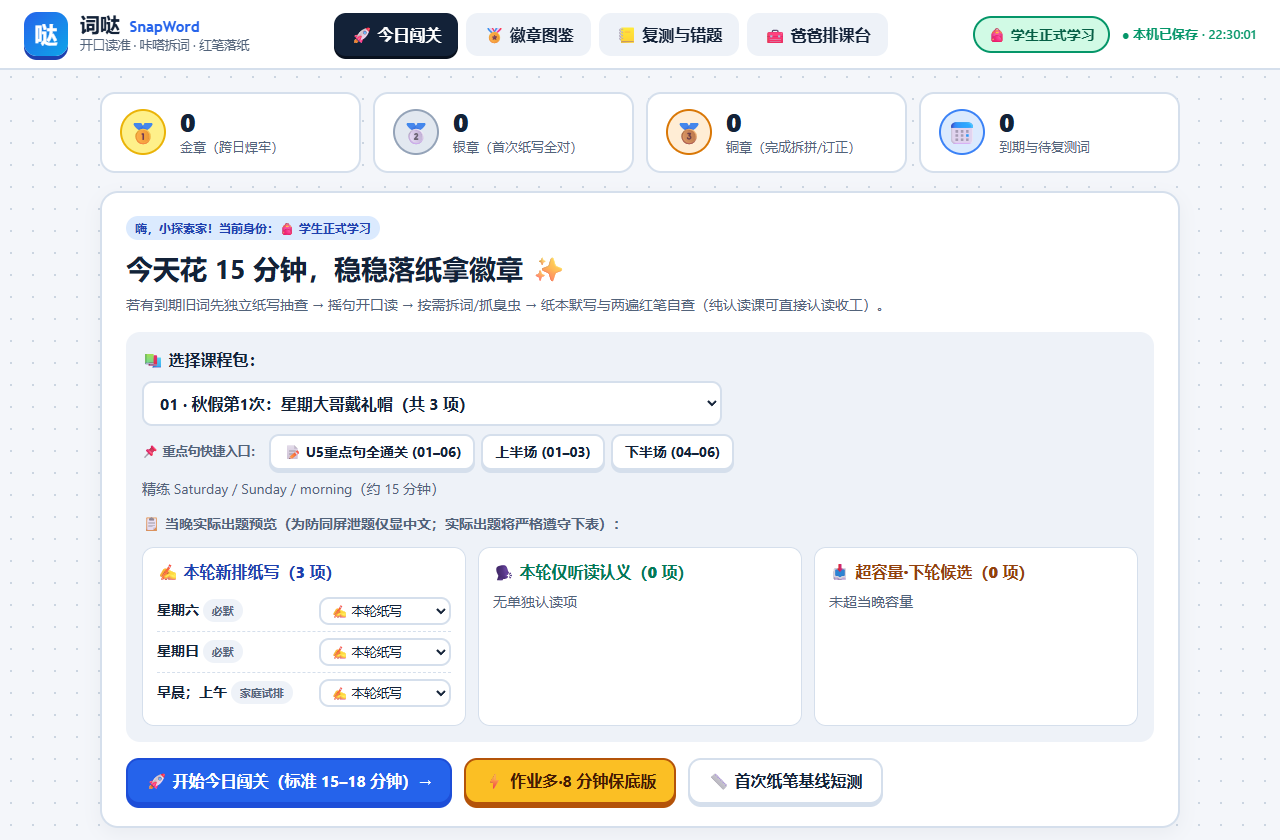 哒 词哒 SnapWord
开口读准 · 咔嗒拆词 · 红笔落纸
🚀 今日闯关
🏅 徽章图鉴
📒 复测与错题
🧰 爸爸排课台
🎒 学生正式学习
● 本机已保存 · 22:30:01
0
金章（跨日焊牢）
0
银章（首次纸写全对）
0
铜章（完成拆拼/订正）
0
到期与待复测词
嗨，小探索家！当前身份：🎒 学生正式学习
今天花 15 分钟，稳稳落纸拿徽章 ✨
若有到期旧词先独立纸写抽查 → 摇句开口读 → 按需拆词/抓臭虫 → 纸本默写与两遍红笔自查（纯认读课可直接认读收工）。
📚 选择课程包：
01 · 秋假第1次：星期大哥戴礼帽（共 3 项）
📌 重点句快捷入口：
📝 U5重点句全通关 (01–06)
上半场 (01–03)
下半场 (04–06)
精练 Saturday / Sunday / morning（约 15 分钟）
📋 当晚实际出题预览（为防同屏泄题仅显中文；实际出题将严格遵守下表）：
✍️ 本轮新排纸写（3 项）
星期六 必默 ✍️ 本轮纸写
星期日 必默 ✍️ 本轮纸写
早晨；上午 家庭试排 ✍️ 本轮纸写
🗣️ 本轮仅听读认义（0 项）
无单独认读项
📥 超容量·下轮候选（0 项）
未超当晚容量
🚀 开始今日闯关（标准 15–18 分钟） →
⚡ 作业多·8 分钟保底版
📏 首次纸笔基线短测